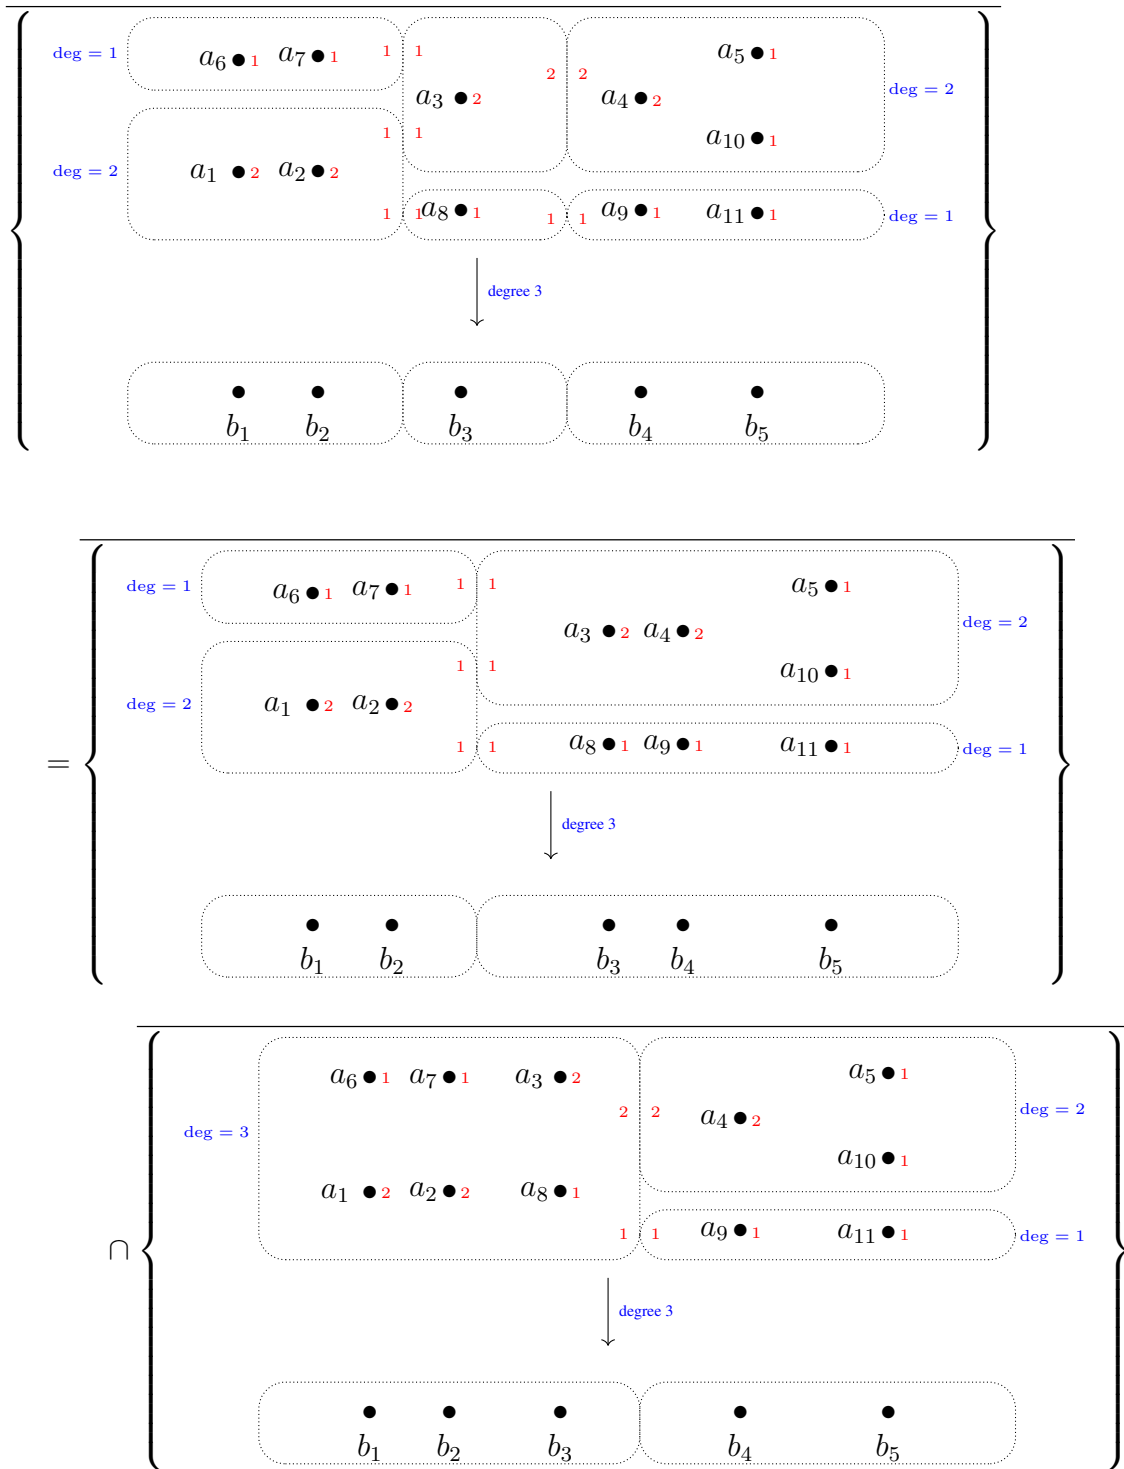 deg = 1 a6 1 a7 1 1 1 a3 2 2 2 a4 2 a5 1 deg = 2
1 1 a10 1
deg = 2 a1 2 a2 2
1 1 a8 1 1 1 a9 1 a11 1 deg = 1
degree 3
b1 b2 b3 b4 b5
deg = 1 a6 1 a7 1 1 1 a5 1 deg = 2
a3 2 a4 2
1 1 a10 1
deg = 2 a1 2 a2 2
= 1 1 a8 1 a9 1 a11 1 deg = 1
degree 3
b1 b2 b3 b4 b5
a6 1 a7 1 a3 2 a5 1
deg = 3 2 2 a4 2 deg = 2
a10 1
a1 2 a2 2 a8 1
∩ 1 1 a9 1 a11 1 deg = 1
degree 3
b1 b2 b3 b4 b5